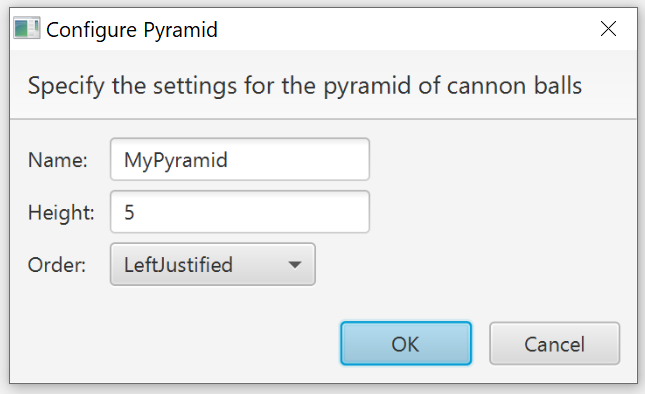 Configure Pyramid
Specify the settings for the pyramid of cannon balls
Name: MyPyramid
Height: 5
Order: LeftJustified
OK Cancel